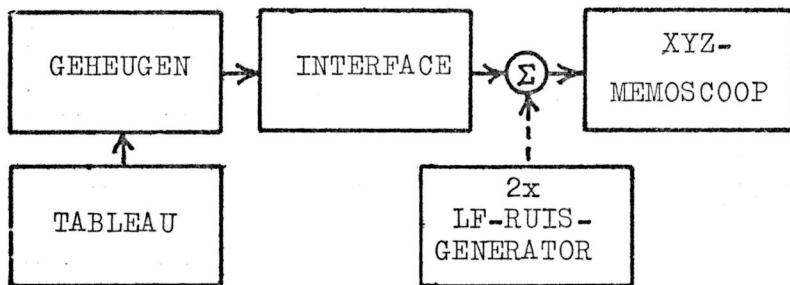 GEHEUGEN
INTERFACE
Σ
XYZ-
MEMOSCOOP
TABLEAU
2x
LF-RUIS-
GENERATOR